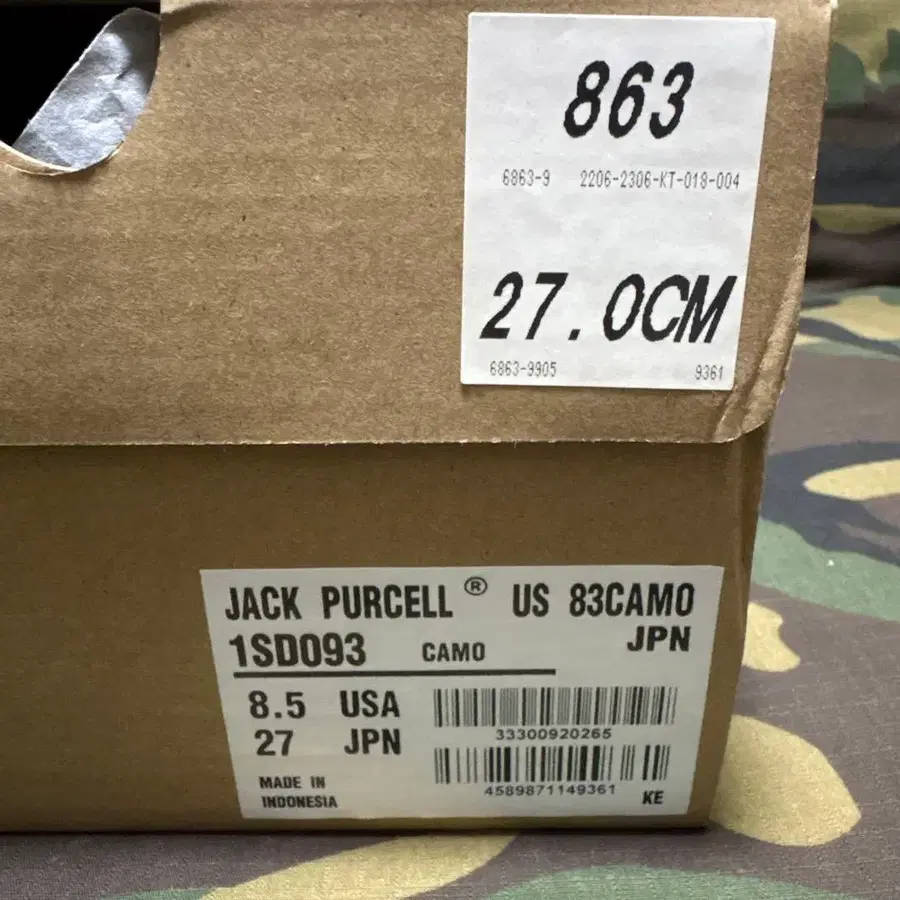 863
6863-9 2206-2306-KT-018-004
27.0CM
6863-9905 9361
JACK PURCELL® US 83CAMO
1SD093 CAMO JPN
8.5 USA
33300920265
27 JPN
4589871149361
MADE IN
INDONESIA KE